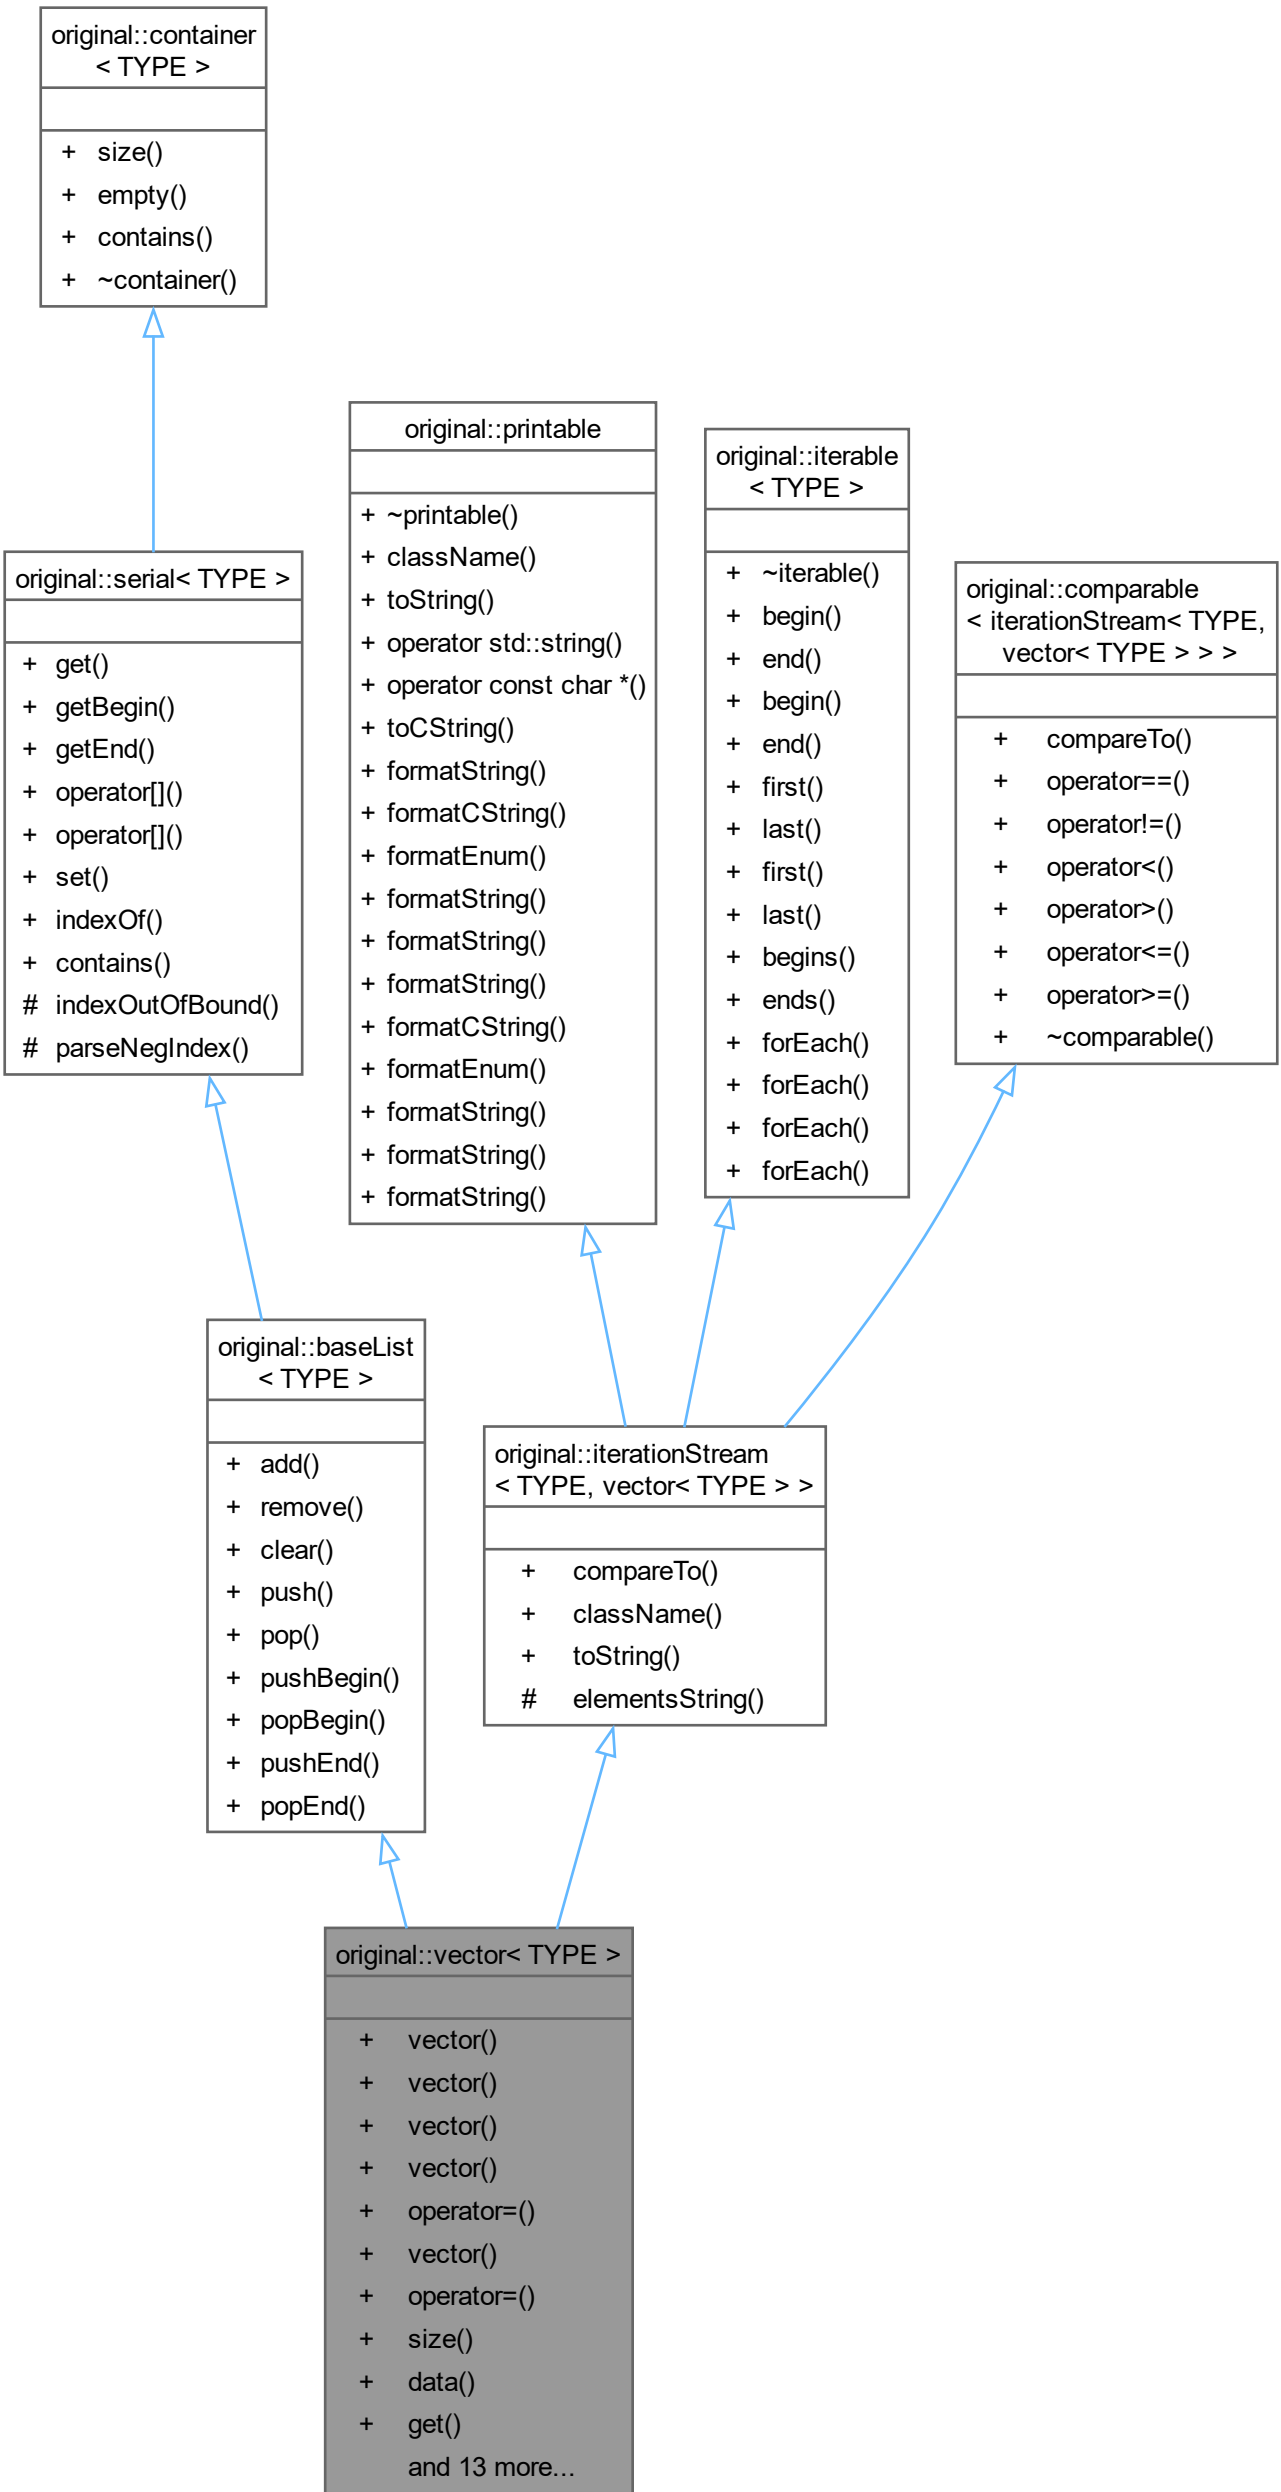 original::container
< TYPE >
+ size()
+ empty()
+ contains()
+ ~container()
original::serial< TYPE >
+ get()
+ getBegin()
+ getEnd()
+ operator[]()
+ operator[]()
+ set()
+ indexOf()
+ contains()
# indexOutOfBound()
# parseNegIndex()
original::printable
+ ~printable()
+ className()
+ toString()
+ operator std::string()
+ operator const char *()
+ toCString()
+ formatString()
+ formatCString()
+ formatEnum()
+ formatString()
+ formatString()
+ formatString()
+ formatCString()
+ formatEnum()
+ formatString()
+ formatString()
+ formatString()
original::iterable
< TYPE >
+ ~iterable()
+ begin()
+ end()
+ begin()
+ end()
+ first()
+ last()
+ first()
+ last()
+ begins()
+ ends()
+ forEach()
+ forEach()
+ forEach()
+ forEach()
original::comparable
< iterationStream< TYPE,
vector< TYPE > > >
+ compareTo()
+ operator==()
+ operator!=()
+ operator<()
+ operator>()
+ operator<=()
+ operator>=()
+ ~comparable()
original::baseList
< TYPE >
+ add()
+ remove()
+ clear()
+ push()
+ pop()
+ pushBegin()
+ popBegin()
+ pushEnd()
+ popEnd()
original::iterationStream
< TYPE, vector< TYPE > >
+ compareTo()
+ className()
+ toString()
# elementsString()
original::vector< TYPE >
+ vector()
+ vector()
+ vector()
+ vector()
+ operator=()
+ vector()
+ operator=()
+ size()
+ data()
+ get()
and 13 more...